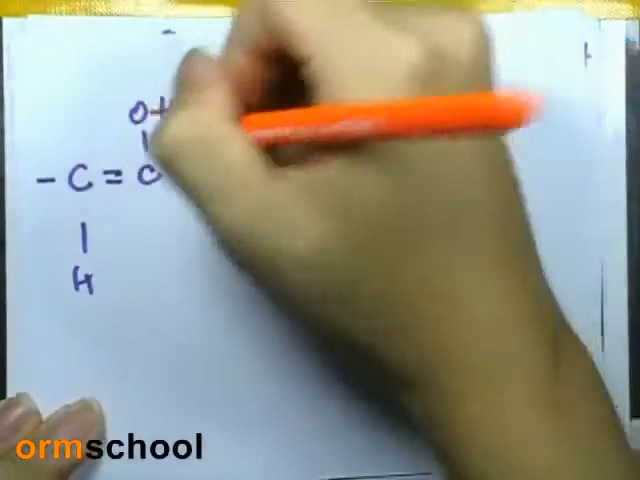 OH
- C = C
H
ormschool